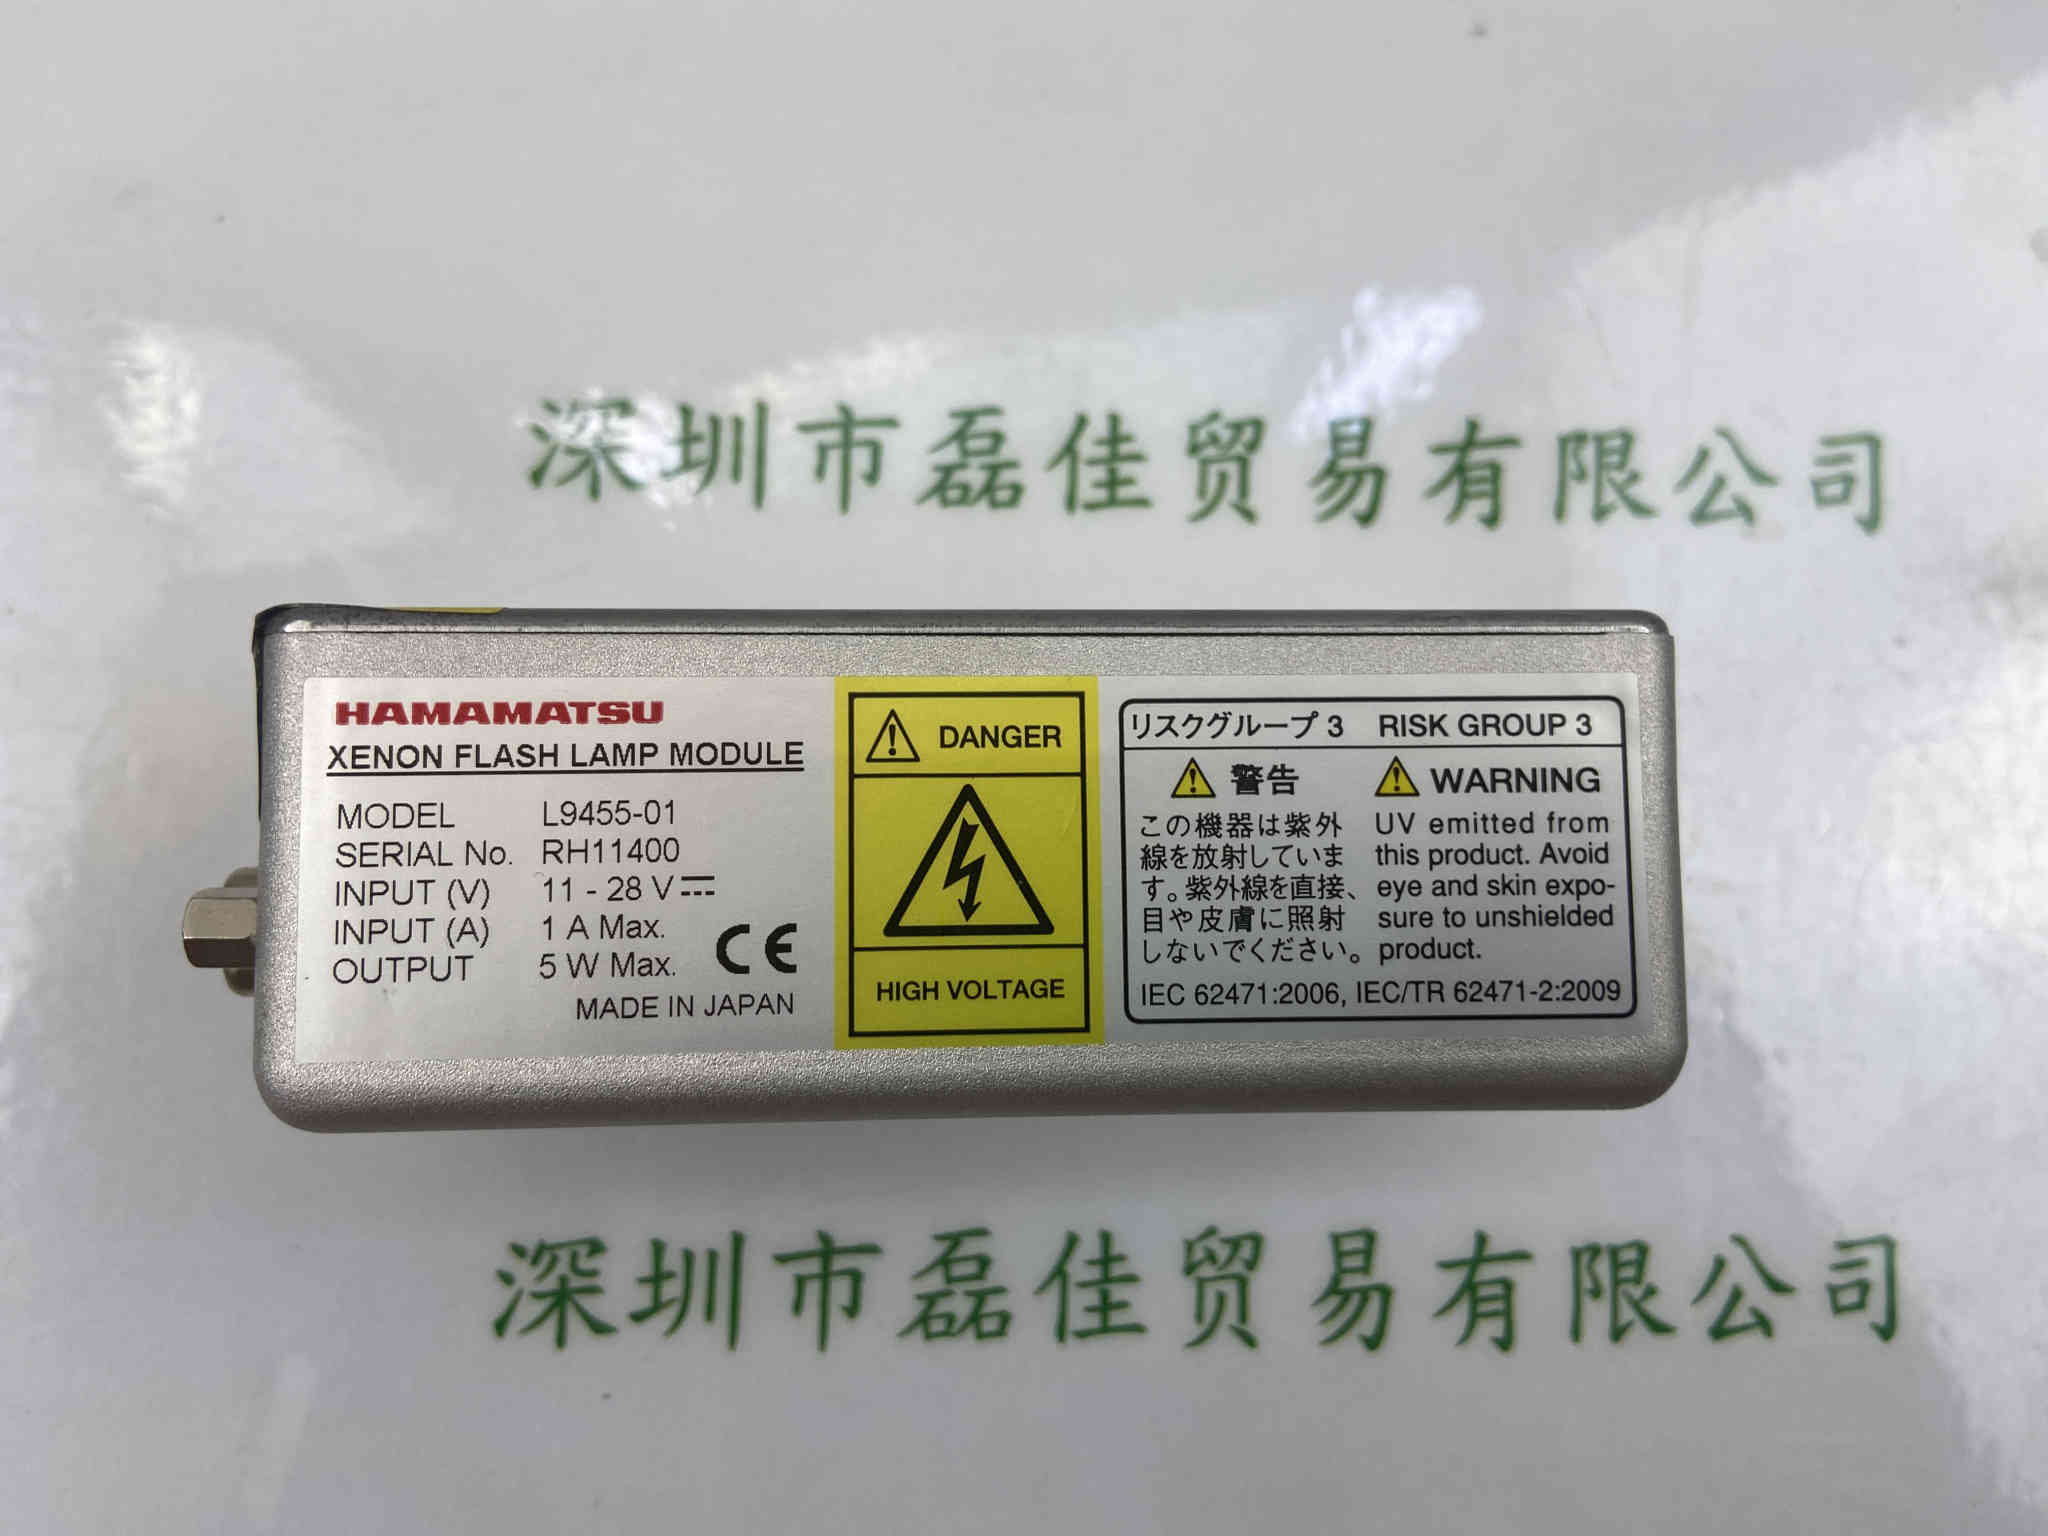 深圳市磊佳贸易有限公司
HAMAMATSU
XENON FLASH LAMP MODULE
MODEL L9455-01
SERIAL No. RH11400
INPUT (V) 11 - 28 V
INPUT (A) 1 A Max.
OUTPUT 5 W Max.
CE
MADE IN JAPAN
DANGER
HIGH VOLTAGE
リスクグループ 3 RISK GROUP 3
警告
この機器は紫外
線を放射していま
す。紫外線を直接、
目や皮膚に照射
しないでください。
WARNING
UV emitted from
this product. Avoid
eye and skin expo-
sure to unshielded
product.
IEC 62471:2006, IEC/TR 62471-2:2009
深圳市磊佳贸易有限公司